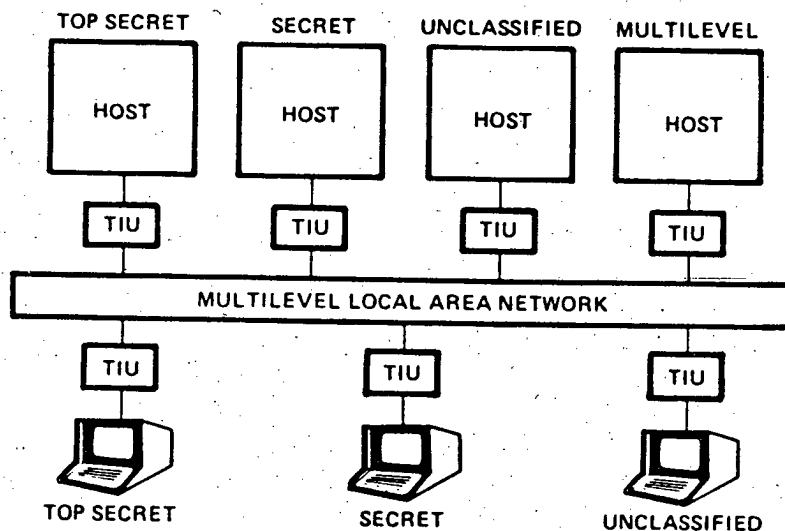 TOP SECRET
SECRET
UNCLASSIFIED
MULTILEVEL
HOST
HOST
HOST
HOST
TIU
TIU
TIU
TIU
MULTILEVEL LOCAL AREA NETWORK
TIU
TIU
TIU
TOP SECRET
SECRET
UNCLASSIFIED